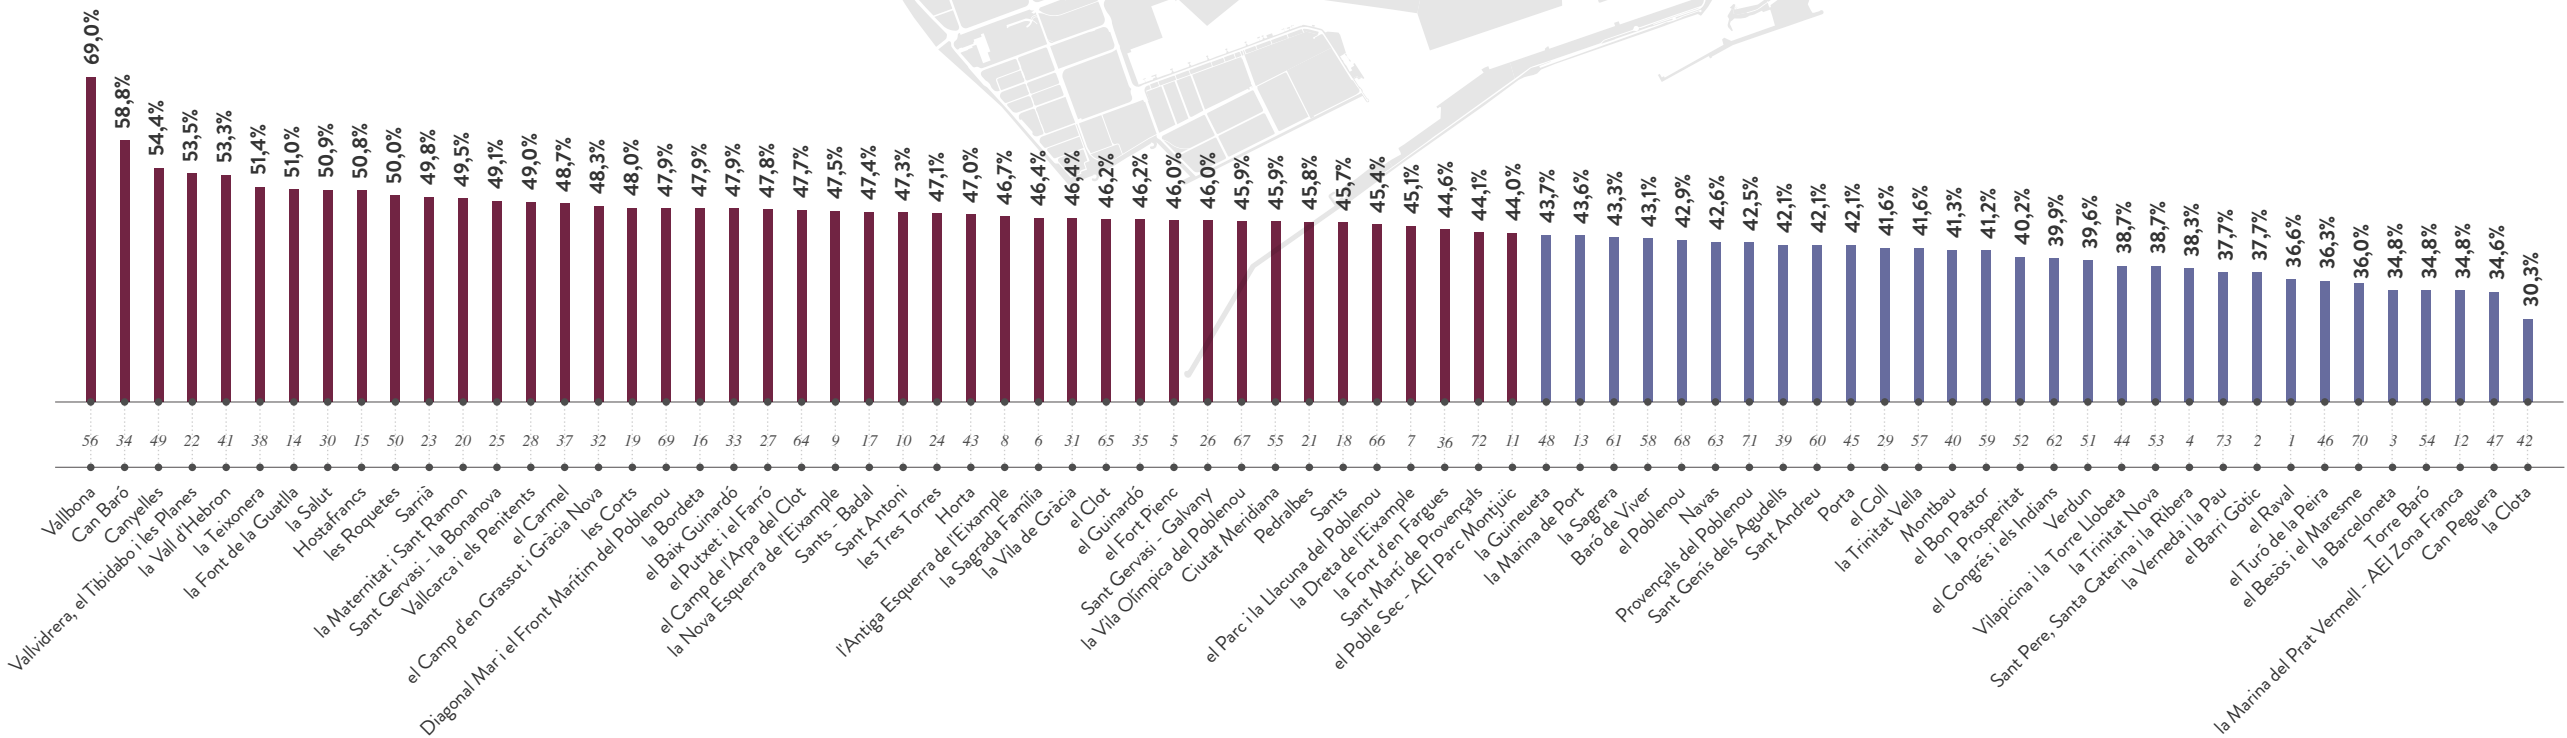 69,0% 58,8% 54,4% 53,5% 53,3% 51,4% 51,0% 50,9% 50,8% 50,0% 49,8% 49,5% 49,1% 49,0% 48,7% 48,3% 48,0% 47,9% 47,9% 47,9% 47,8% 47,7% 47,5% 47,4% 47,3% 47,1% 47,0% 46,7% 46,4% 46,4% 46,2% 46,2% 46,0% 46,0% 45,9% 45,9% 45,8% 45,7% 45,4% 45,1% 44,6% 44,1% 44,0% 43,7% 43,6% 43,3% 43,1% 42,9% 42,6% 42,5% 42,1% 42,1% 42,1% 41,6% 41,6% 41,3% 41,2% 40,2% 39,9% 39,6% 38,7% 38,7% 38,3% 37,7% 37,7% 36,6% 36,3% 36,0% 34,8% 34,8% 34,8% 34,6% 30,3%
56 34 49 22 41 38 14 30 15 50 23 20 25 28 37 32 19 69 16 33 27 64 9 17 10 24 43 8 6 31 65 35 5 26 67 55 21 18 66 7 36 72 11 48 13 61 58 68 63 71 39 60 45 29 57 40 59 52 62 51 44 53 4 73 2 1 46 70 3 54 12 47 42
Vallbona
Can Baró
Canyelles
Vallvidrera, el Tibidabo i les Planes
la Vall d'Hebron
la Teixonera
la Font de la Guatlla
la Salut
Hostafrancs
les Roquetes
Sarrià
la Maternitat i Sant Ramon
Sant Gervasi - la Bonanova
Vallcarca i els Penitents
el Carmel
el Camp d'en Grassot i Gràcia Nova
les Corts
Diagonal Mar i el Front Marítim del Poblenou
la Bordeta
el Baix Guinardó
el Putxet i el Farró
el Camp de l'Arpa del Clot
la Nova Esquerra de l'Eixample
Sants - Badal
Sant Antoni
les Tres Torres
Horta
l'Antiga Esquerra de l'Eixample
la Sagrada Família
la Vila de Gràcia
el Clot
el Guinardó
el Fort Pienc
Sant Gervasi - Galvany
la Vila Olímpica del Poblenou
Ciutat Meridiana
Pedralbes
Sants
el Parc i la Llacuna del Poblenou
la Dreta de l'Eixample
la Font d'en Fargues
Sant Martí de Provençals
el Poble Sec - AEI Parc Montjuïc
la Guineueta
la Marina de Port
la Sagrera
Baró de Viver
el Poblenou
Navas
Provençals del Poblenou
Sant Genís dels Agudells
Sant Andreu
Porta
el Coll
la Trinitat Vella
Montbau
el Bon Pastor
la Prosperitat
el Congrés i els Indians
Verdun
Vilapicina i la Torre Llobeta
la Trinitat Nova
Sant Pere, Santa Caterina i la Ribera
la Verneda i la Pau
el Barri Gòtic
el Raval
el Turó de la Peira
el Besòs i el Maresme
la Barceloneta
Torre Baró
la Marina del Prat Vermell - AEI Zona Franca
Can Peguera
la Clota